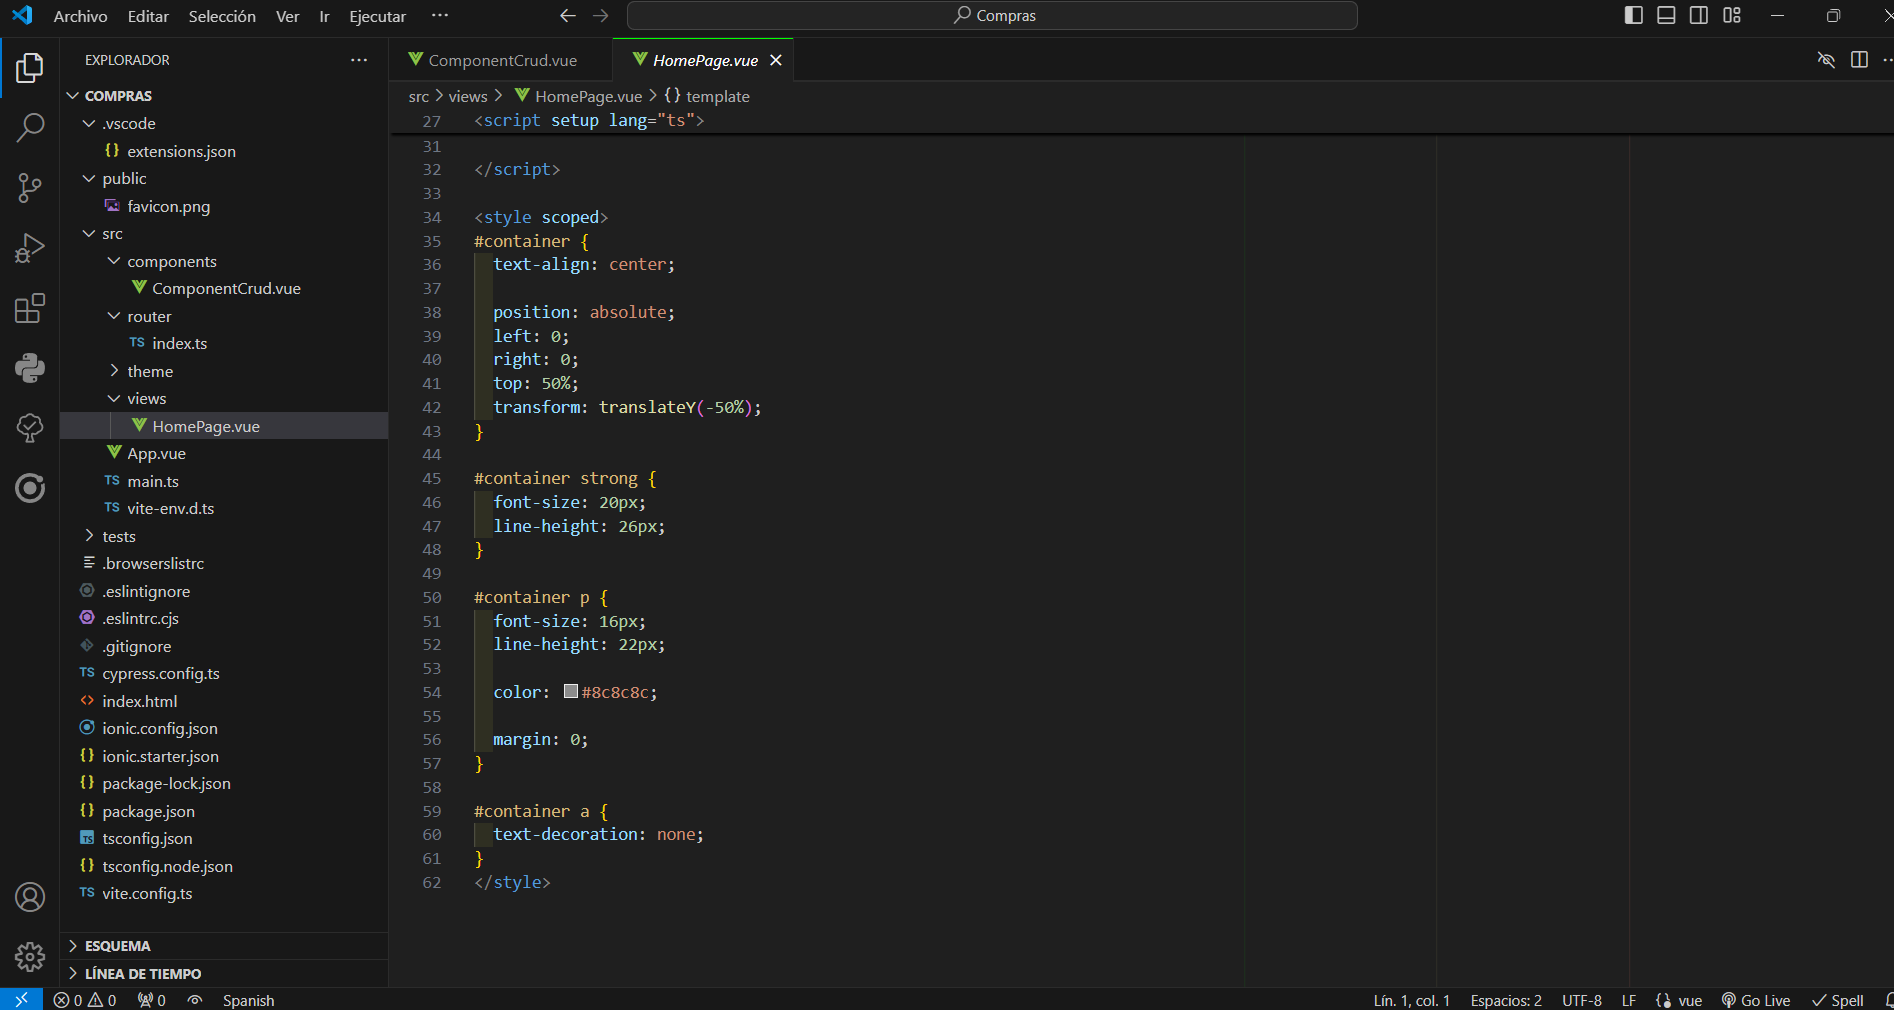 Archivo Editar Selección Ver Ir Ejecutar ··· Compras
EXPLORADOR ···
COMPRAS
.vscode
{} extensions.json
public
favicon.png
src
components
ComponentCrud.vue
router
TS index.ts
theme
views
HomePage.vue
App.vue
TS main.ts
TS vite-env.d.ts
tests
.browserslistrc
.eslintignore
.eslintrc.cjs
.gitignore
TS cypress.config.ts
<> index.html
ionic.config.json
{} ionic.starter.json
{} package-lock.json
{} package.json
TS tsconfig.json
{} tsconfig.node.json
TS vite.config.ts
ESQUEMA
LÍNEA DE TIEMPO
ComponentCrud.vue HomePage.vue
src > views > HomePage.vue > {} template
27 <script setup lang="ts">
31
32 </script>
33
34 <style scoped>
35 #container {
36 text-align: center;
37
38 position: absolute;
39 left: 0;
40 right: 0;
41 top: 50%;
42 transform: translateY(-50%);
43 }
44
45 #container strong {
46 font-size: 20px;
47 line-height: 26px;
48 }
49
50 #container p {
51 font-size: 16px;
52 line-height: 22px;
53
54 color: #8c8c8c;
55
56 margin: 0;
57 }
58
59 #container a {
60 text-decoration: none;
61 }
62 </style>
0 0 0 Spanish Lín. 1, col. 1 Espacios: 2 UTF-8 LF vue Go Live Spell